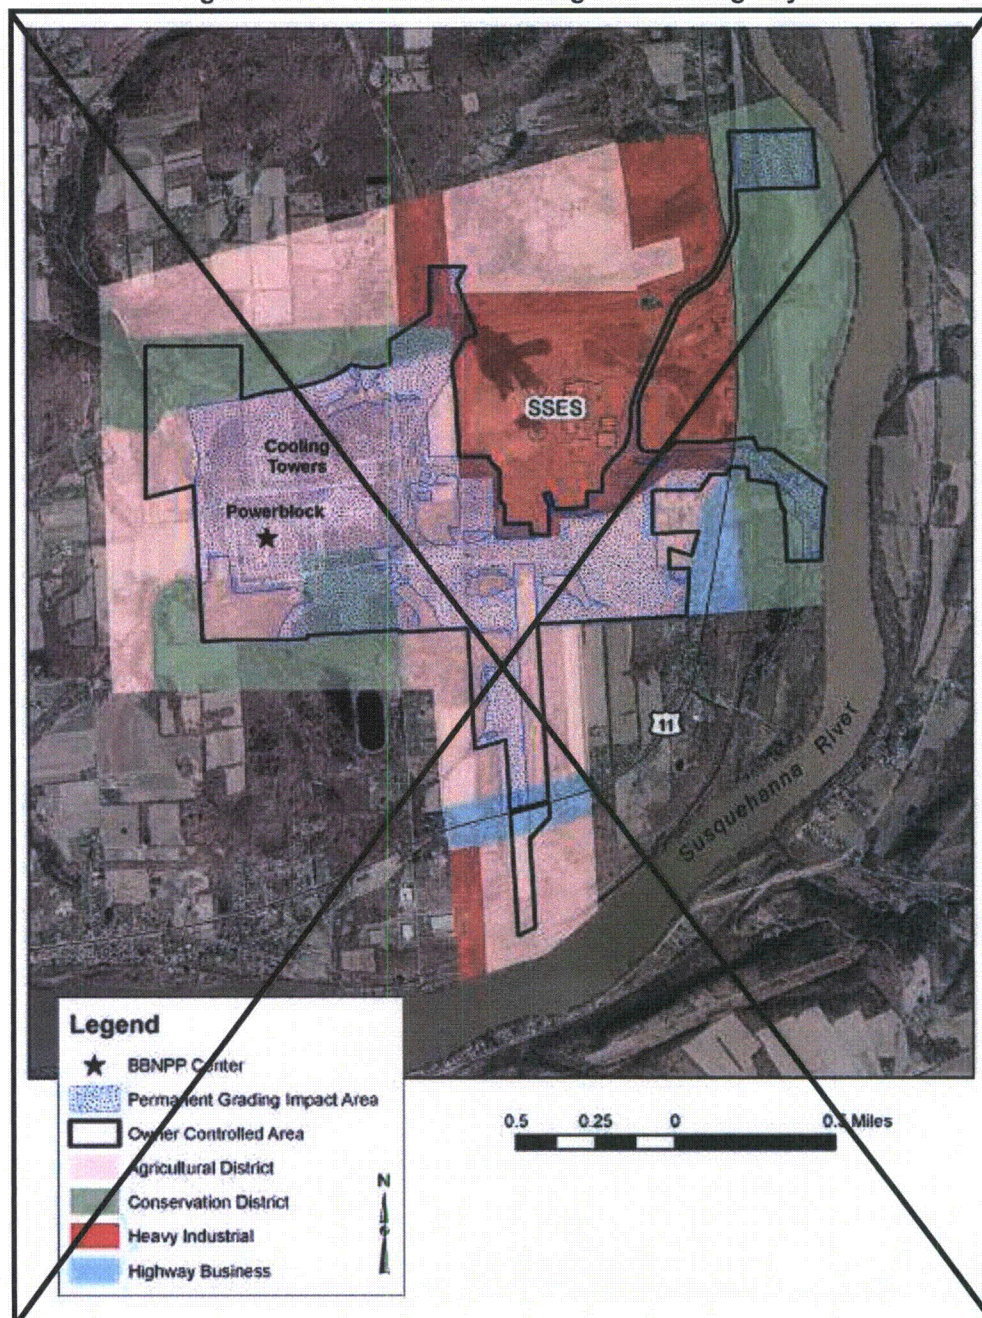 SSES
Cooling
Towers
Powerblock
11
Susquehanna River
Legend
BBNPP Center
Permanent Grading Impact Area
Owner Controlled Area
Agricultural District
Conservation District
Heavy Industrial
Highway Business
N
0.5 0.25 0 0.5 Miles